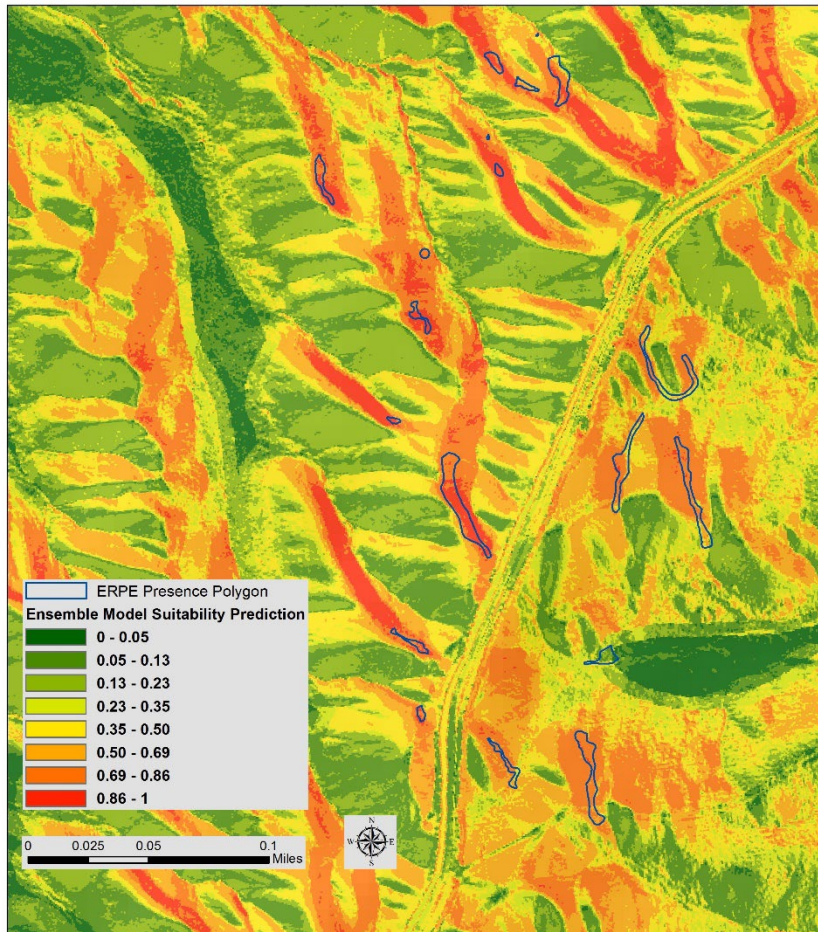 ERPE Presence Polygon
Ensemble Model Suitability Prediction
0 - 0.05
0.05 - 0.13
0.13 - 0.23
0.23 - 0.35
0.35 - 0.50
0.50 - 0.69
0.69 - 0.86
0.86 - 1
0 0.025 0.05 0.1
Miles
N
W E
S